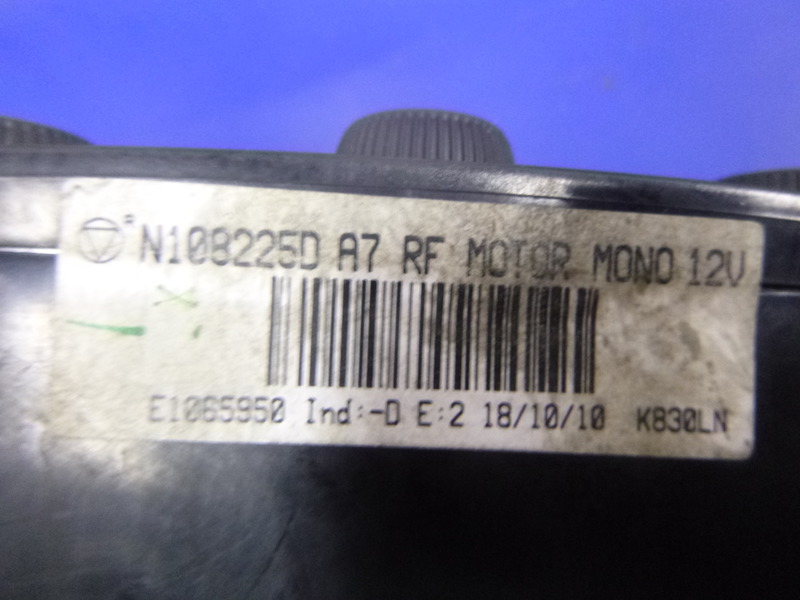 N108225D A7 RF MOTOR MONO 12V
E1065950 Ind:-D E:2 18/10/10 K830LN